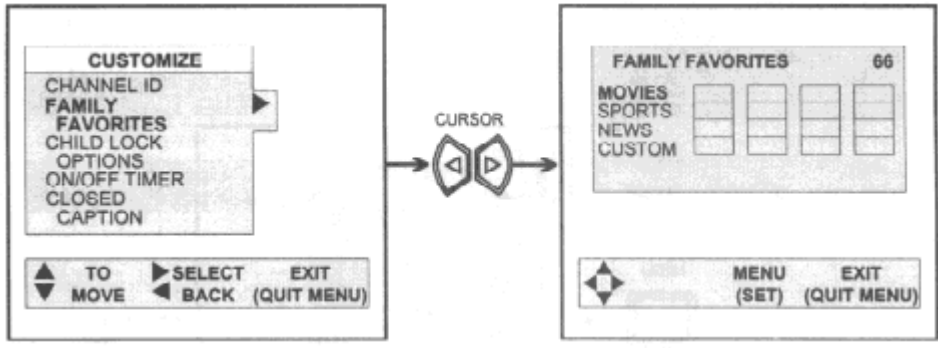 CUSTOMIZE
CHANNEL ID
FAMILY
FAVORITES
CHILD LOCK
OPTIONS
ON/OFF TIMER
CLOSED
CAPTION
TO SELECT EXIT
MOVE BACK (QUIT MENU)
CURSOR
FAMILY FAVORITES 66
MOVIES
SPORTS
NEWS
CUSTOM
MENU EXIT
(SET) (QUIT MENU)